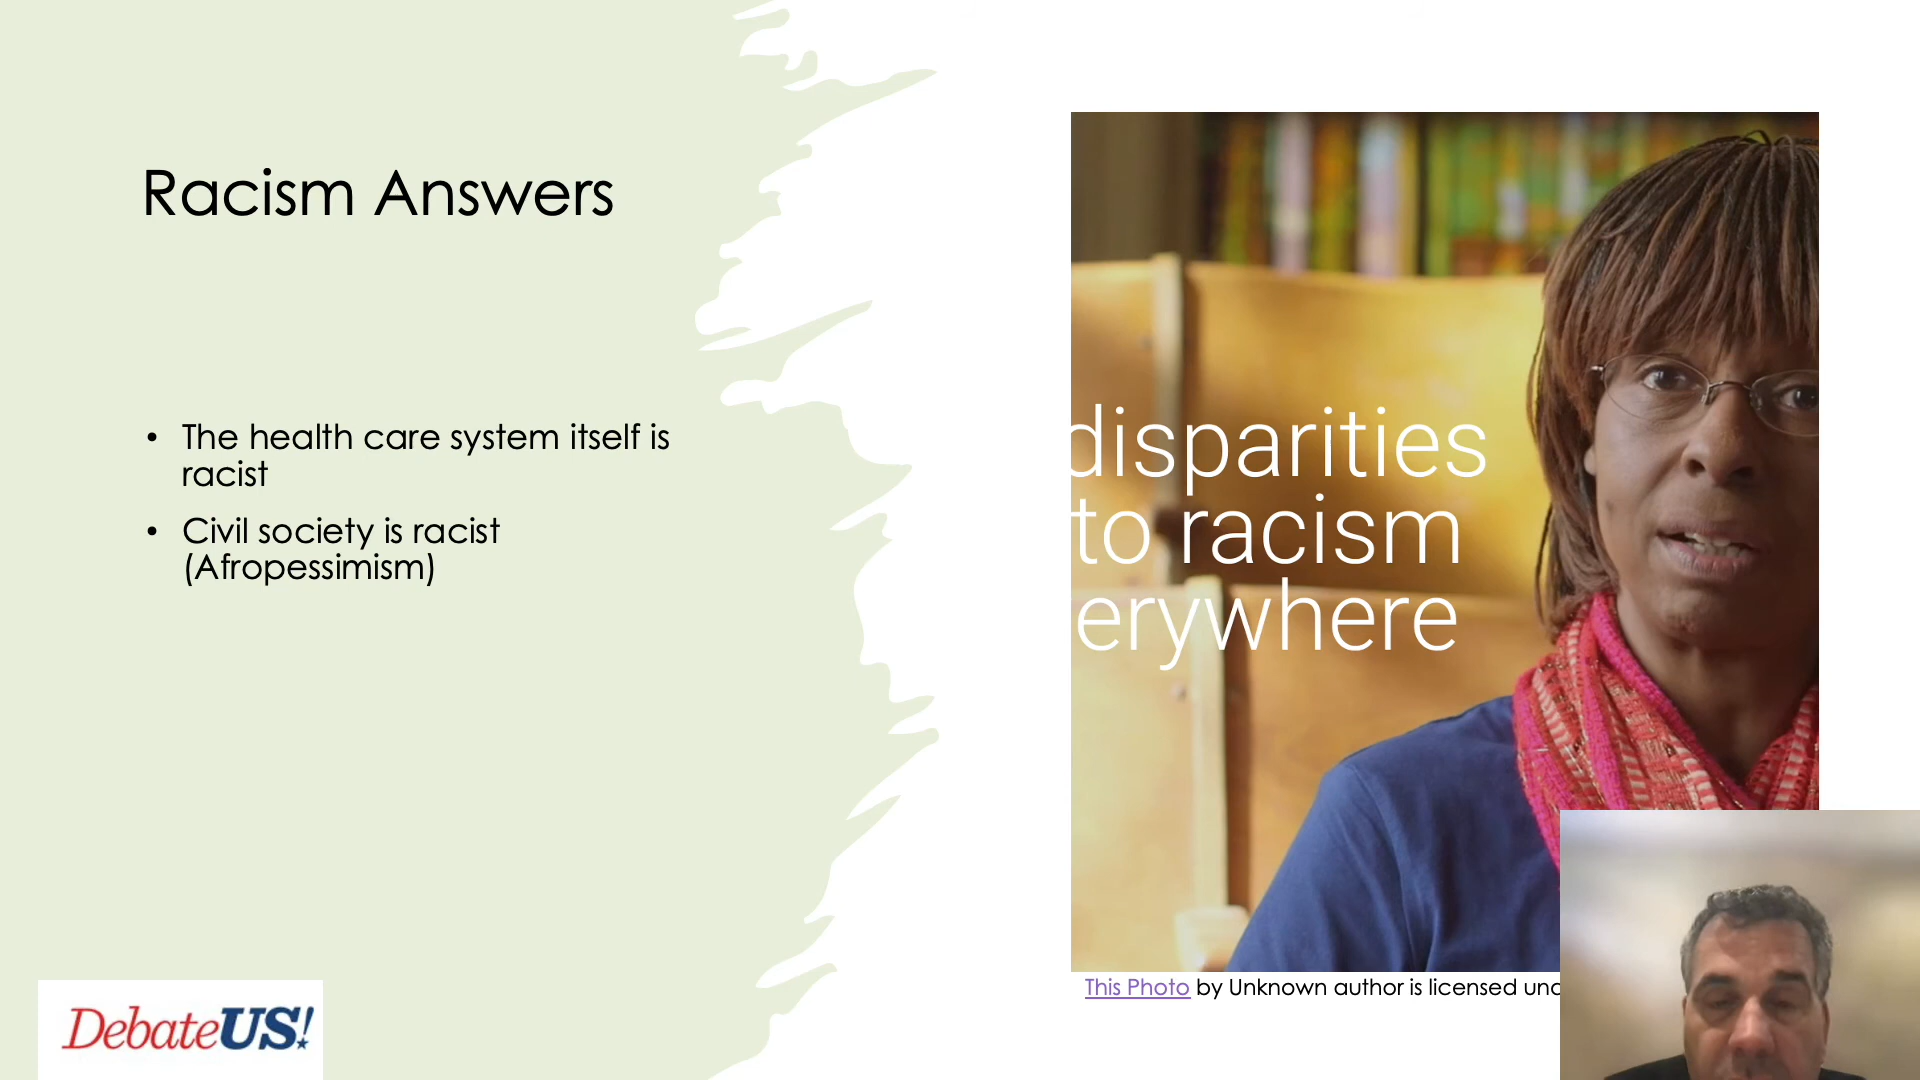 Racism Answers
• The health care system itself is
racist
• Civil society is racist
(Afropessimism)
disparities
to racism
erywhere
This Photo by Unknown author is licensed
DebateUS!